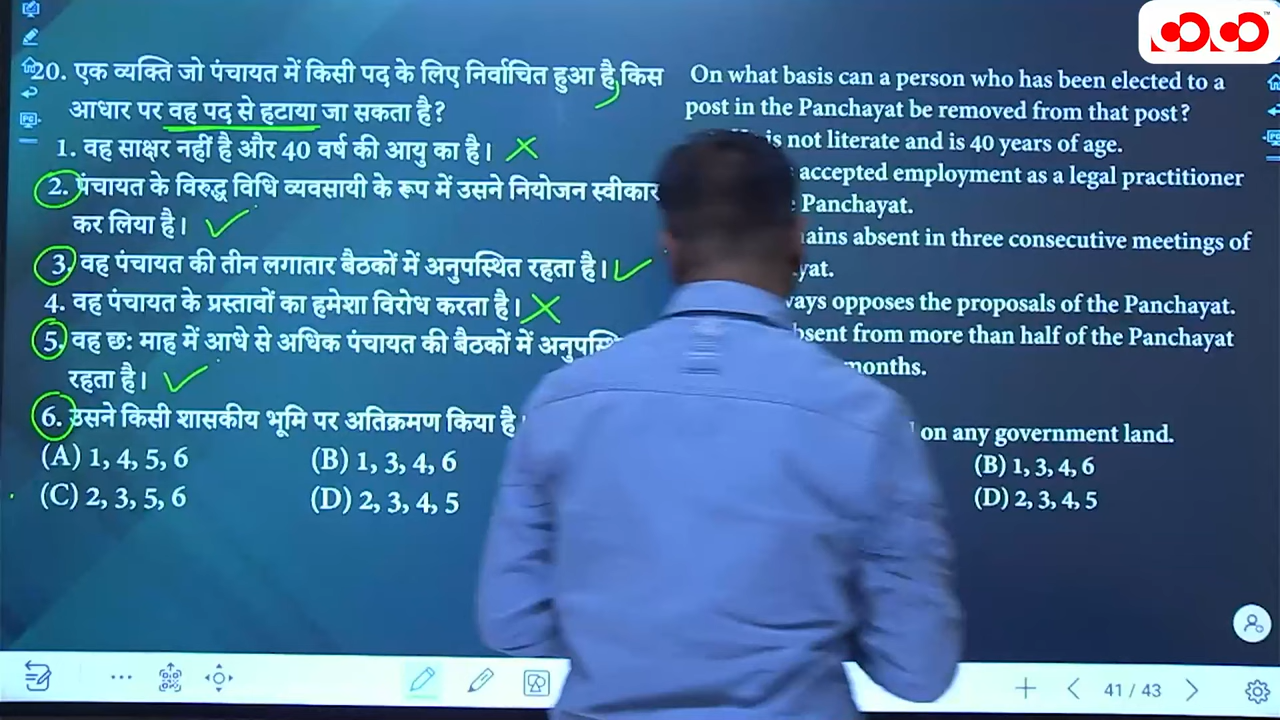 20. एक व्यक्ति जो पंचायत में किसी पद के लिए निर्वाचित हुआ है, किस
आधार पर वह पद से हटाया जा सकता है?
1. वह साक्षर नहीं है और 40 वर्ष की आयु का है।
2. पंचायत के विरुद्ध विधि व्यवसायी के रूप में उसने नियोजन स्वीकार
कर लिया है।
3. वह पंचायत की तीन लगातार बैठकों में अनुपस्थित रहता है।
4. वह पंचायत के प्रस्तावों का हमेशा विरोध करता है।
5. वह छः माह में आधे से अधिक पंचायत की बैठकों में
रहता है।
6. उसने किसी शासकीय भूमि पर अतिक्रमण किया है
(A) 1, 4, 5, 6 (B) 1, 3, 4, 6
(C) 2, 3, 5, 6 (D) 2, 3, 4, 5
On what basis can a person who has been elected to a
post in the Panchayat be removed from that post?
is not literate and is 40 years of age.
accepted employment as a legal practitioner
Panchayat.
absent in three consecutive meetings of
opposes the proposals of the Panchayat.
from more than half of the Panchayat
months.
on any government land.
(B) 1, 3, 4, 6
(D) 2, 3, 4, 5
41 / 43